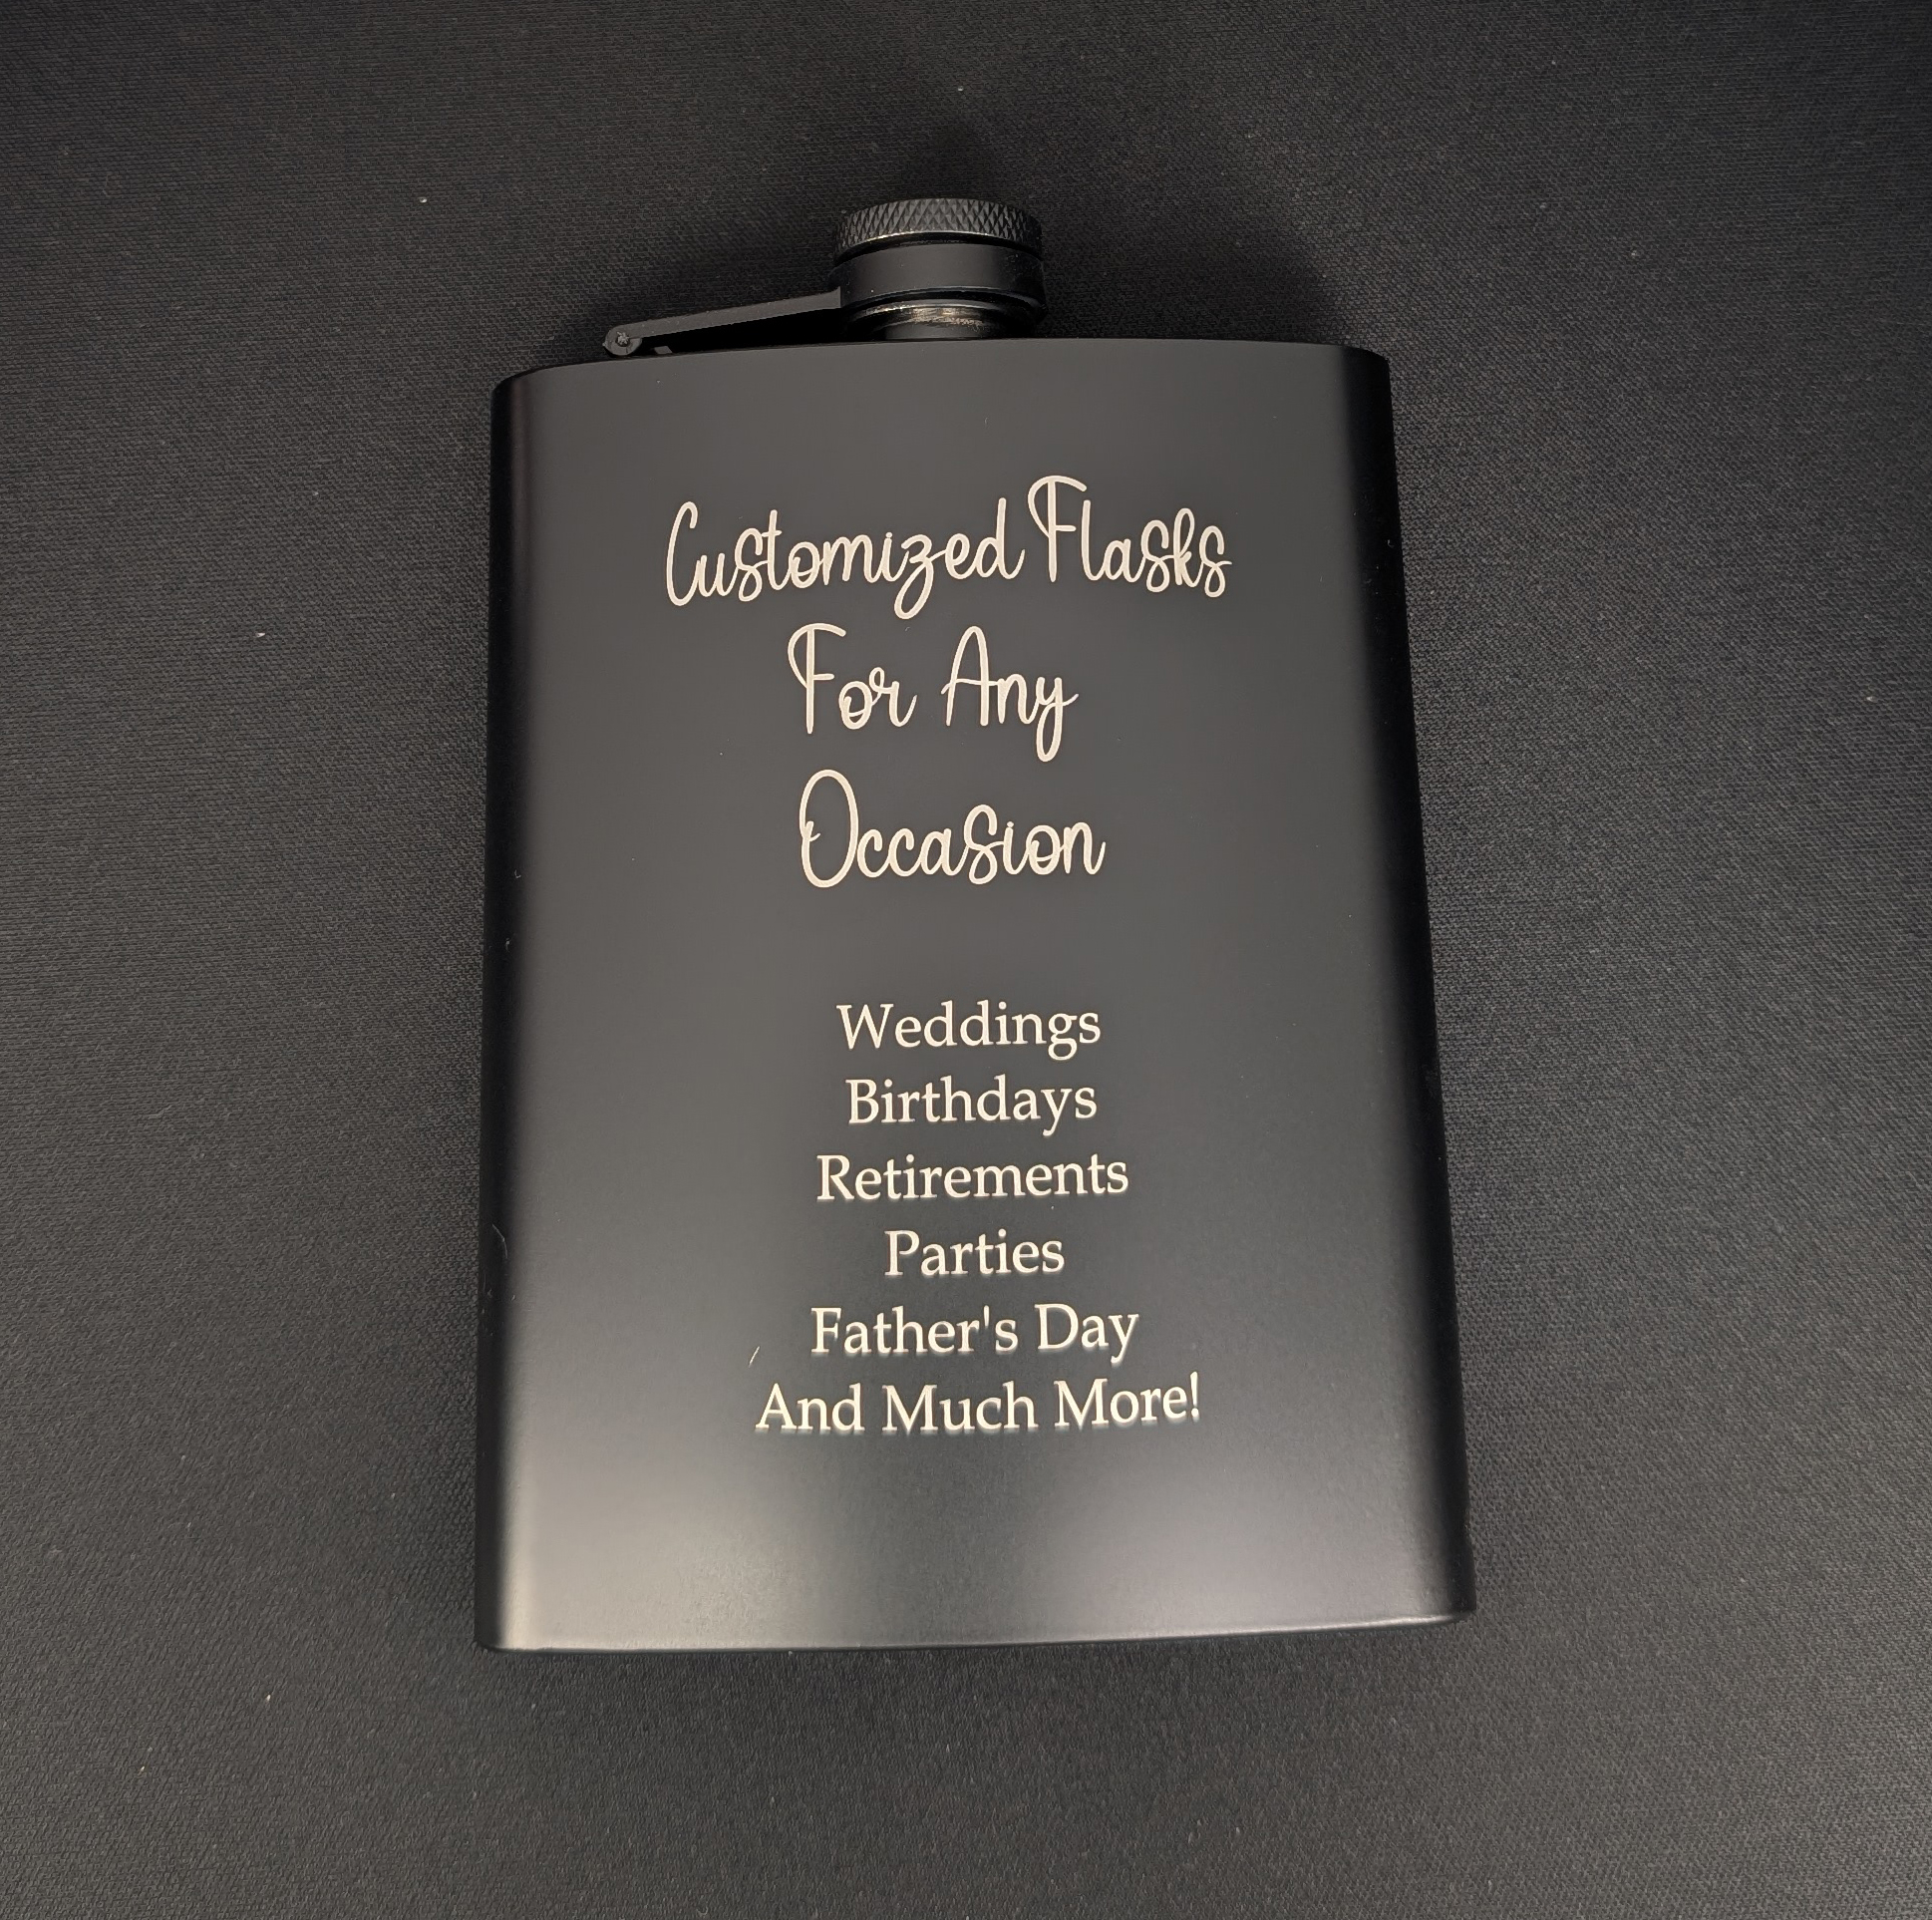 Customized Flasks
For Any
Occasion
Weddings
Birthdays
Retirements
Parties
Father's Day
And Much More!